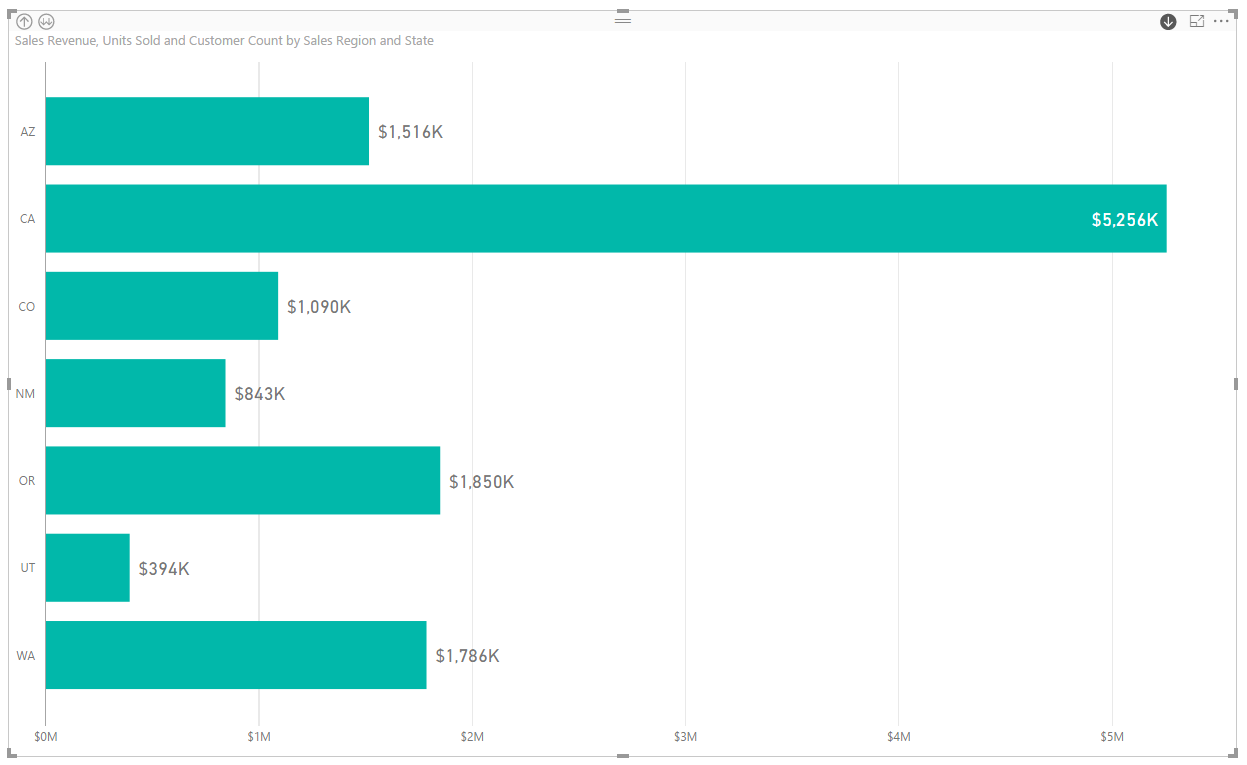 Sales Revenue, Units Sold and Customer Count by Sales Region and State
AZ $1,516K
CA $5,256K
CO $1,090K
NM $843K
OR $1,850K
UT $394K
WA $1,786K
$0M $1M $2M $3M $4M $5M